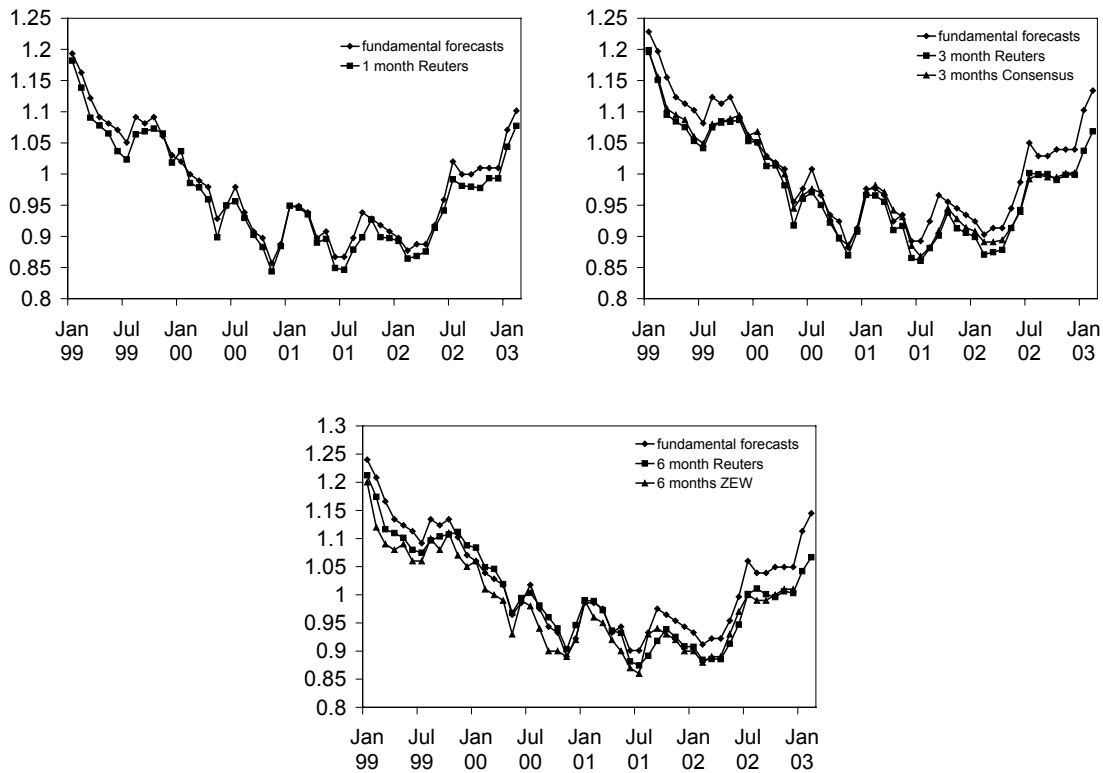 1.25
1.2
1.15
1.1
1.05
1
0.95
0.9
0.85
0.8
fundamental forecasts
1 month Reuters
Jan Jul Jan Jul Jan Jul Jan Jul Jan
99 99 00 00 01 01 02 02 03
1.25
1.2
1.15
1.1
1.05
1
0.95
0.9
0.85
0.8
fundamental forecasts
3 month Reuters
3 months Consensus
Jan Jul Jan Jul Jan Jul Jan Jul Jan
99 99 00 00 01 01 02 02 03
1.3
1.25
1.2
1.15
1.1
1.05
1
0.95
0.9
0.85
0.8
fundamental forecasts
6 month Reuters
6 months ZEW
Jan Jul Jan Jul Jan Jul Jan Jul Jan
99 99 00 00 01 01 02 02 03